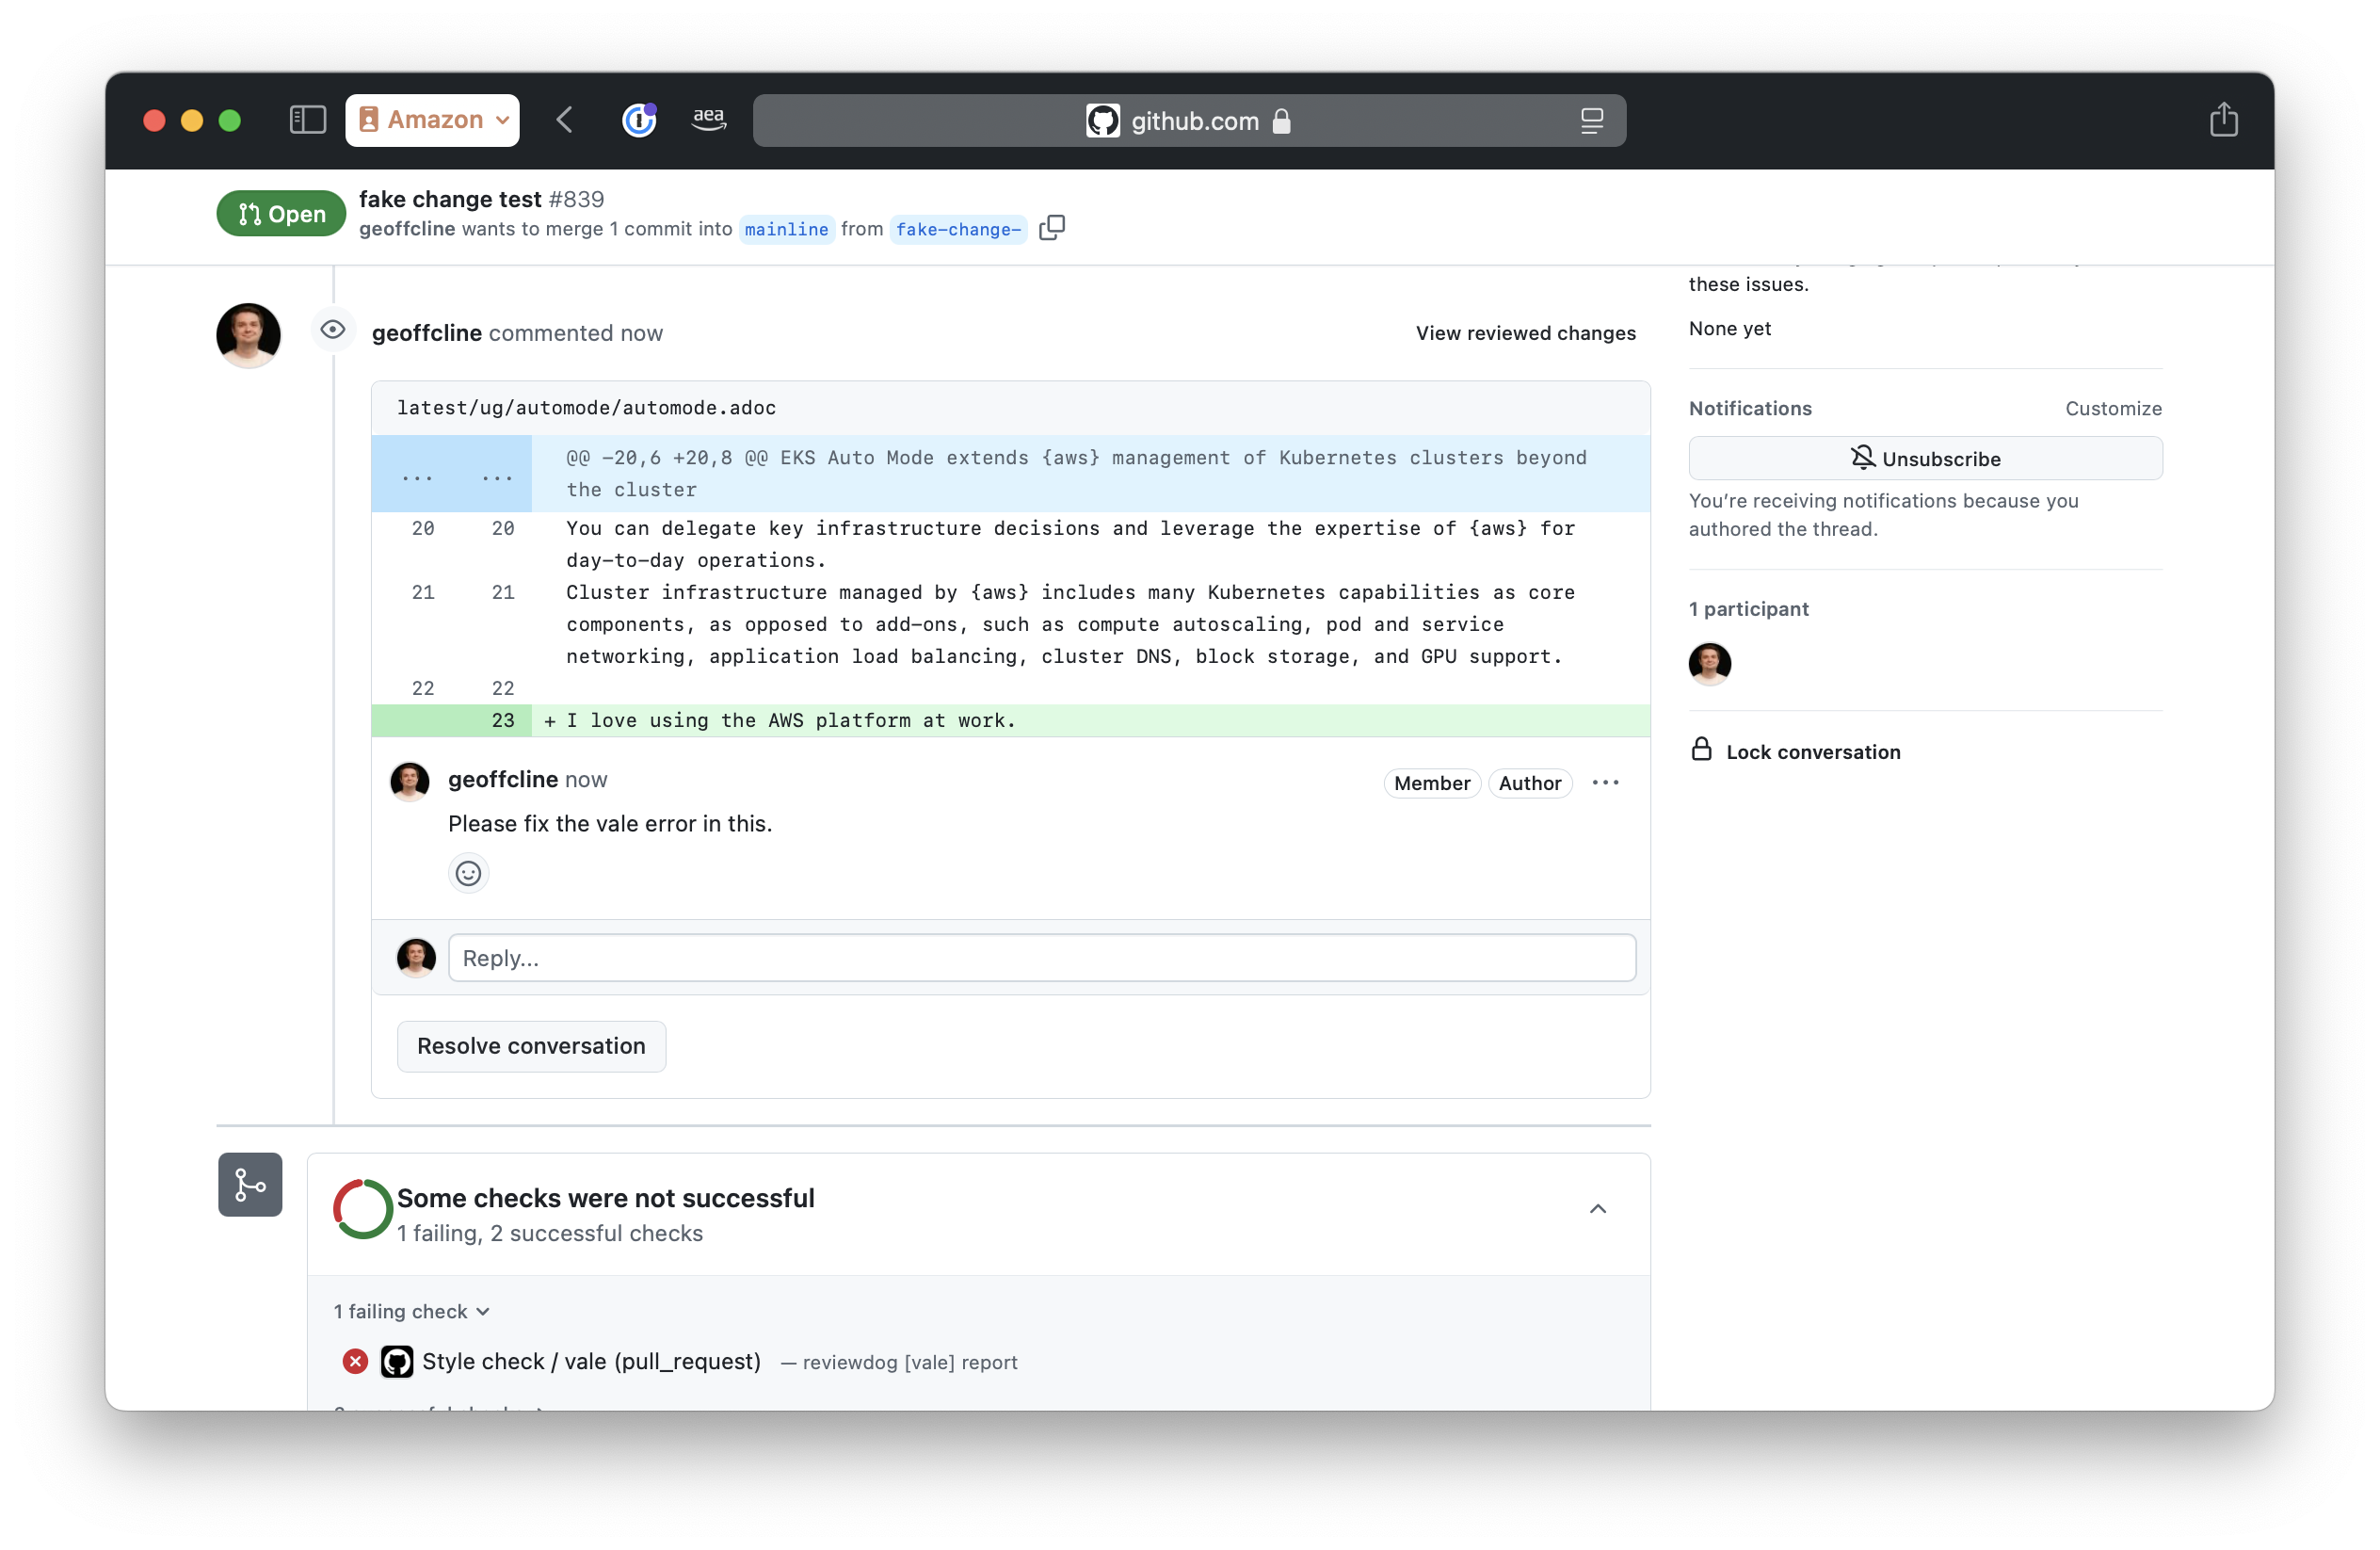 Amazon
aea
github.com
Open
fake change test #839
geoffcline wants to merge 1 commit into mainline from fake-change-
these issues.
None yet
geoffcline commented now
View reviewed changes
latest/ug/automode/automode.adoc
... ... @@ -20,6 +20,8 @@ EKS Auto Mode extends {aws} management of Kubernetes clusters beyond
the cluster
20 20 You can delegate key infrastructure decisions and leverage the expertise of {aws} for
day-to-day operations.
21 21 Cluster infrastructure managed by {aws} includes many Kubernetes capabilities as core
components, as opposed to add-ons, such as compute autoscaling, pod and service
networking, application load balancing, cluster DNS, block storage, and GPU support.
22 22
23 + I love using the AWS platform at work.
geoffcline now
Member Author ...
Please fix the vale error in this.
Reply...
Resolve conversation
Notifications
Customize
Unsubscribe
You’re receiving notifications because you
authored the thread.
1 participant
Lock conversation
Some checks were not successful
1 failing, 2 successful checks
1 failing check
Style check / vale (pull_request) — reviewdog [vale] report